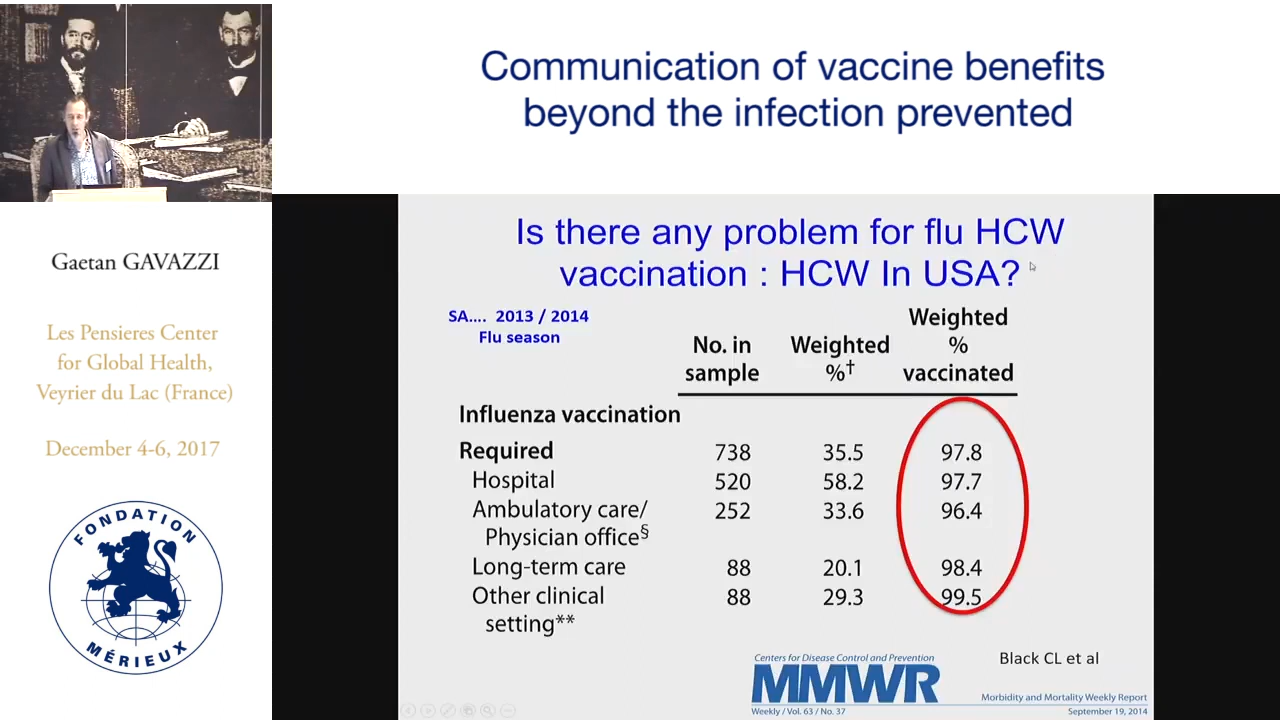 Communication of vaccine benefits
beyond the infection prevented
Gaetan GAVAZZI
Les Pensieres Center
for Global Health,
Veyrier du Lac (France)
December 4-6, 2017
FONDATION
MÉRIEUX
Is there any problem for flu HCW
vaccination : HCW In USA?
SA.... 2013 / 2014
Flu season
No. in
sample
Weighted
%†
Weighted
%
vaccinated
Influenza vaccination
Required 738 35.5 97.8
Hospital 520 58.2 97.7
Ambulatory care/ 252 33.6 96.4
Physician office§
Long-term care 88 20.1 98.4
Other clinical 88 29.3 99.5
setting**
Black CL et al
Centers for Disease Control and Prevention
MMWR
Morbidity and Mortality Weekly Report
Weekly / Vol. 63 / No. 37 September 19, 2014